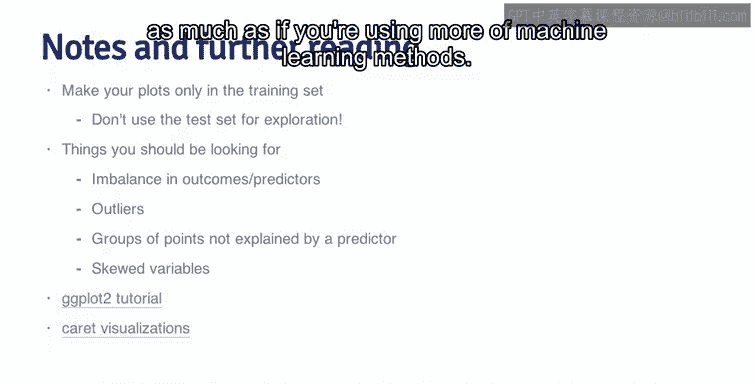 as much as if you're using more of machine
learning methods.
Notes and further reading
· Make your plots only in the training set
- Don't use the test set for exploration!
· Things you should be looking for
- Imbalance in outcomes/predictors
- Outliers
- Groups of points not explained by a predictor
- Skewed variables
· ggplot2 tutorial
· caret visualizations